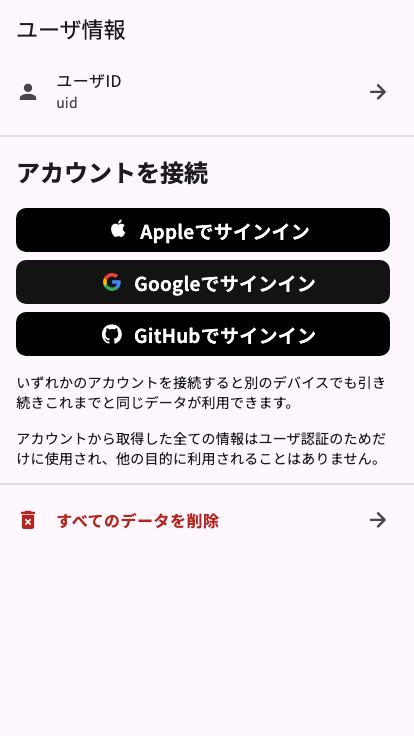 ユーザ情報
ユーザID
uid
アカウントを接続
Appleでサインイン
Googleでサインイン
GitHubでサインイン
いずれかのアカウントを接続すると別のデバイスでも引き
続きこれまでと同じデータが利用できます。
アカウントから取得した全ての情報はユーザ認証のためだ
けに使用され、他の目的に利用されることはありません。
すべてのデータを削除